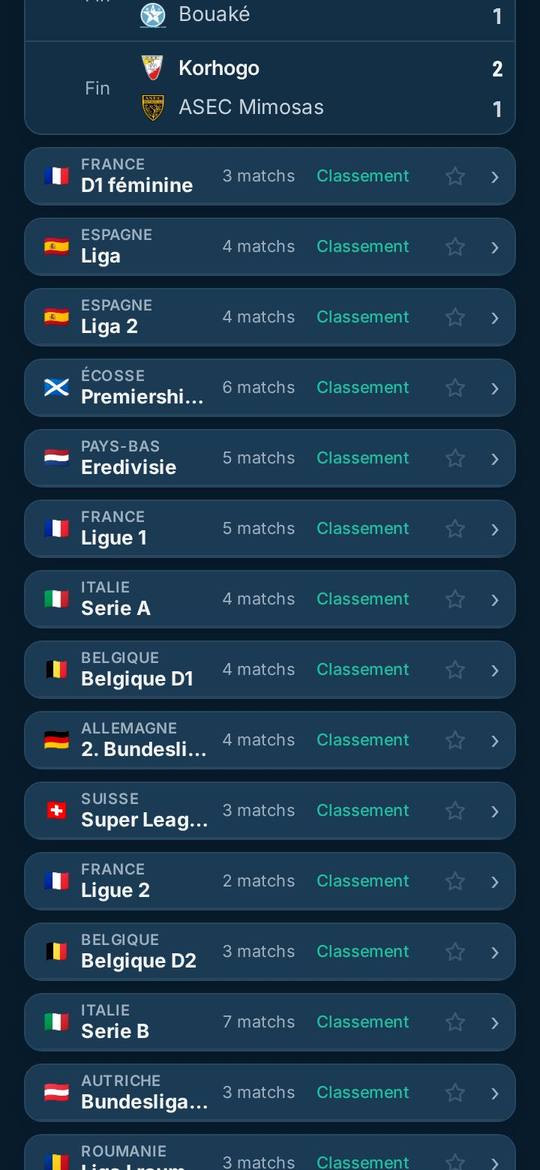 Fin
Bouaké 1
Korhogo 2
Fin
ASEC Mimosas 1
FRANCE
D1 féminine 3 matchs Classement
ESPAGNE
Liga 4 matchs Classement
ESPAGNE
Liga 2 4 matchs Classement
ÉCOSSE
Premiershi... 6 matchs Classement
PAYS-BAS
Eredivisie 5 matchs Classement
FRANCE
Ligue 1 5 matchs Classement
ITALIE
Serie A 4 matchs Classement
BELGIQUE
Belgique D1 4 matchs Classement
ALLEMAGNE
2. Bundesli... 4 matchs Classement
SUISSE
Super Leag... 3 matchs Classement
FRANCE
Ligue 2 2 matchs Classement
BELGIQUE
Belgique D2 3 matchs Classement
ITALIE
Serie B 7 matchs Classement
AUTRICHE
Bundesliga... 3 matchs Classement
ROUMANIE
Liga I 3 matchs Classement